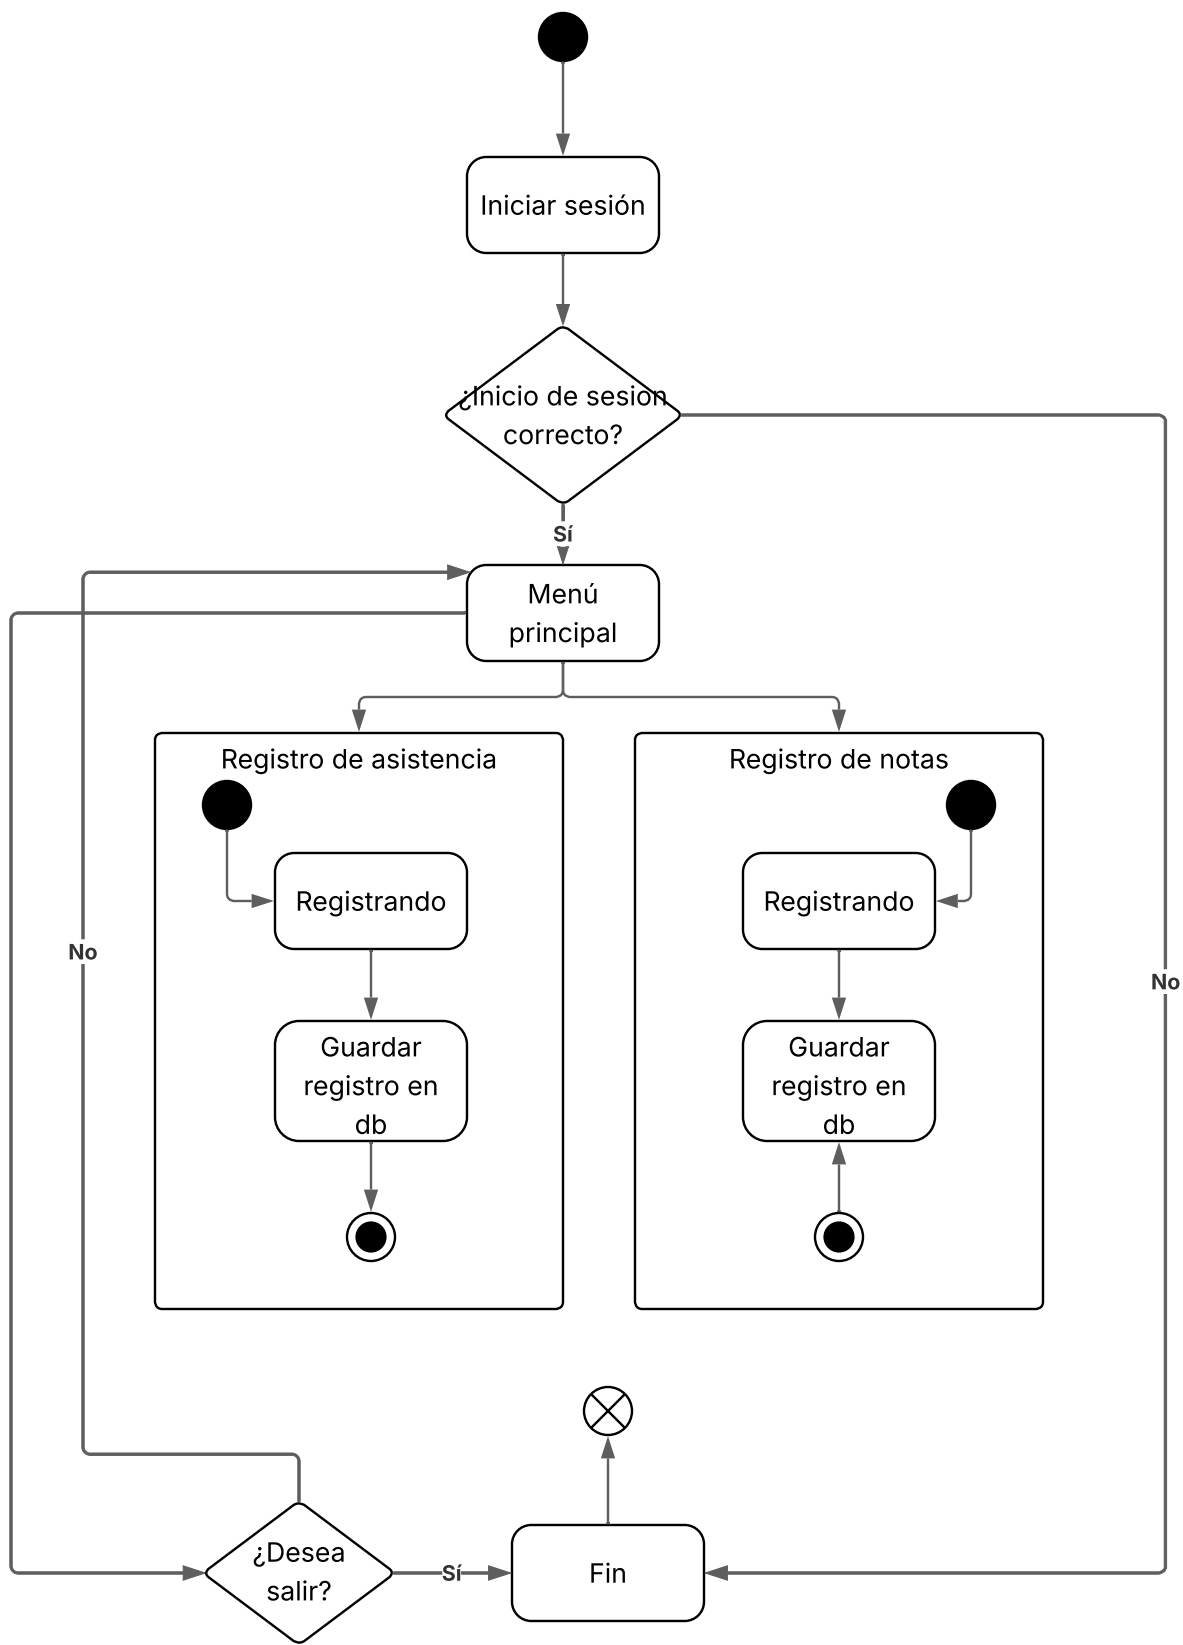 Iniciar sesión
¿Inicio de sesión
correcto?
Sí
Menú
principal
Registro de asistencia
Registro de notas
Registrando
Registrando
No
No
Guardar
registro en
db
Guardar
registro en
db
¿Desea
salir?
Sí
Fin